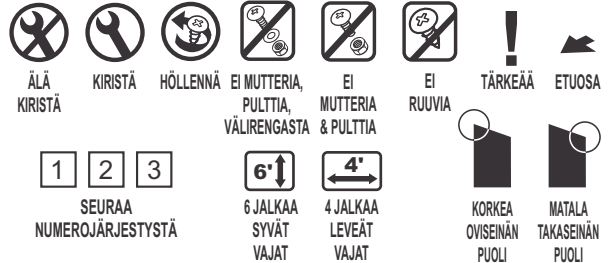 ÄLÄ
KIRISTÄ
KIRISTÄ
HÖLLENNÄ
EI MUTTERIA,
PULTTIA,
VÄLIRENGASTA
EI
MUTTERIA
& PULTTIA
EI
RUUVIA
TÄRKEÄÄ
ETUOSA
1 2 3
SEURAA
NUMEROJÄRJESTYSTÄ
6'
6 JALKAA
SYVÄT
VAJAT
4'
4 JALKAA
LEVEÄT
VAJAT
KORKEA
OVISEINÄN
PUOLI
MATALA
TAKASEINÄN
PUOLI